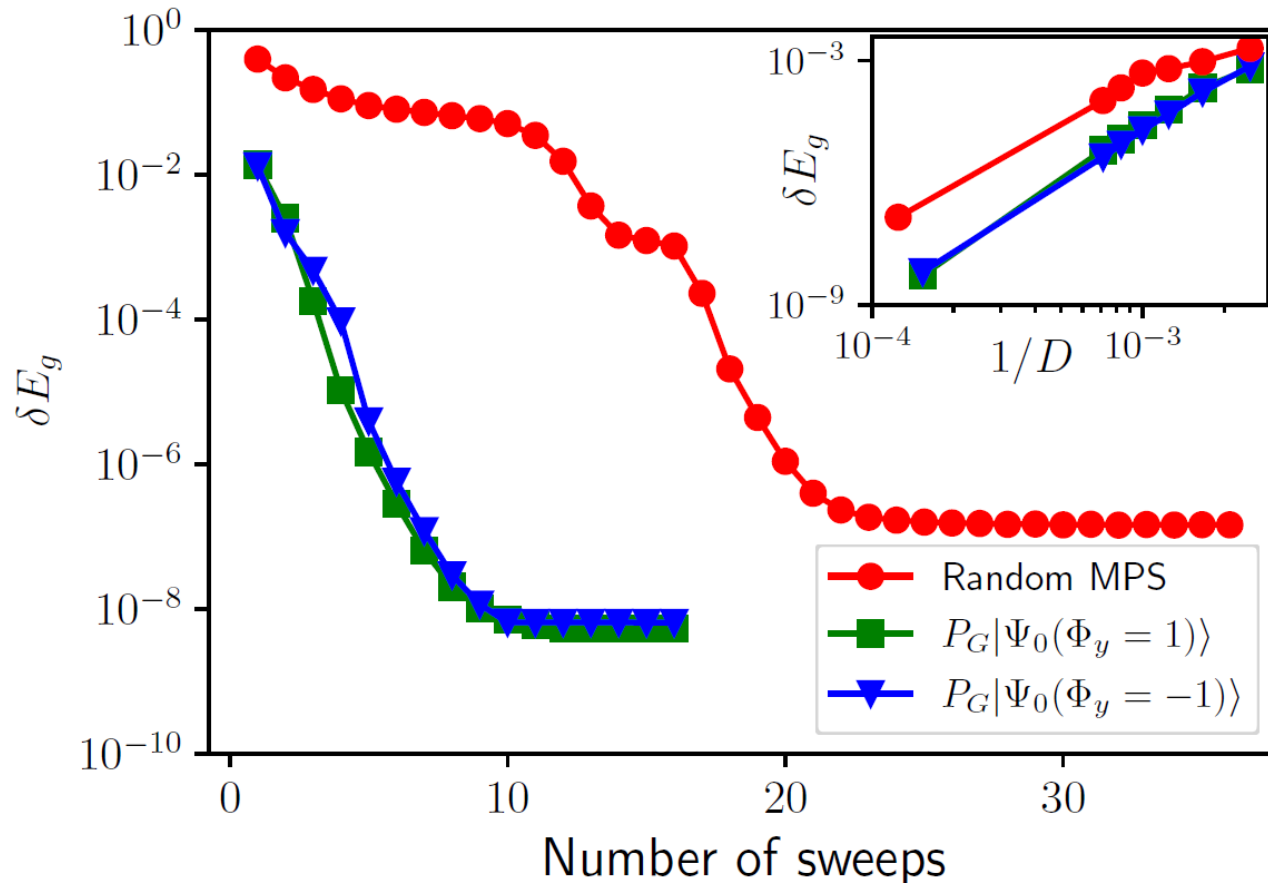 10^0
10^{-2}
10^{-4}
10^{-6}
10^{-8}
10^{-10}
δE_g
0
10
20
30
Number of sweeps
10^{-3}
10^{-9}
δE_g
10^{-4}
1/D
10^{-3}
Random MPS
P_G|Ψ_0(Φ_y = 1)⟩
P_G|Ψ_0(Φ_y = −1)⟩